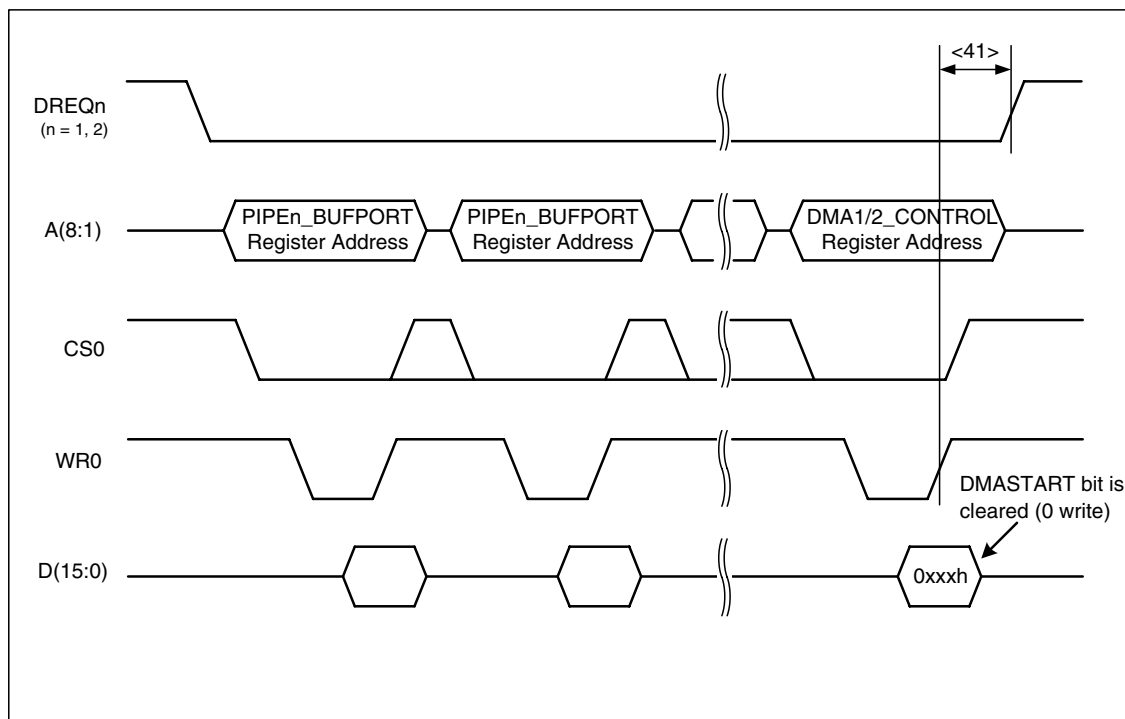 <41>
DREQn
(n = 1, 2)
A(8:1)
PIPEn_BUFPORT
Register Address
PIPEn_BUFPORT
Register Address
DMA1/2_CONTROL
Register Address
CS0
WR0
DMASTART bit is
cleared (0 write)
D(15:0)
0xxxh